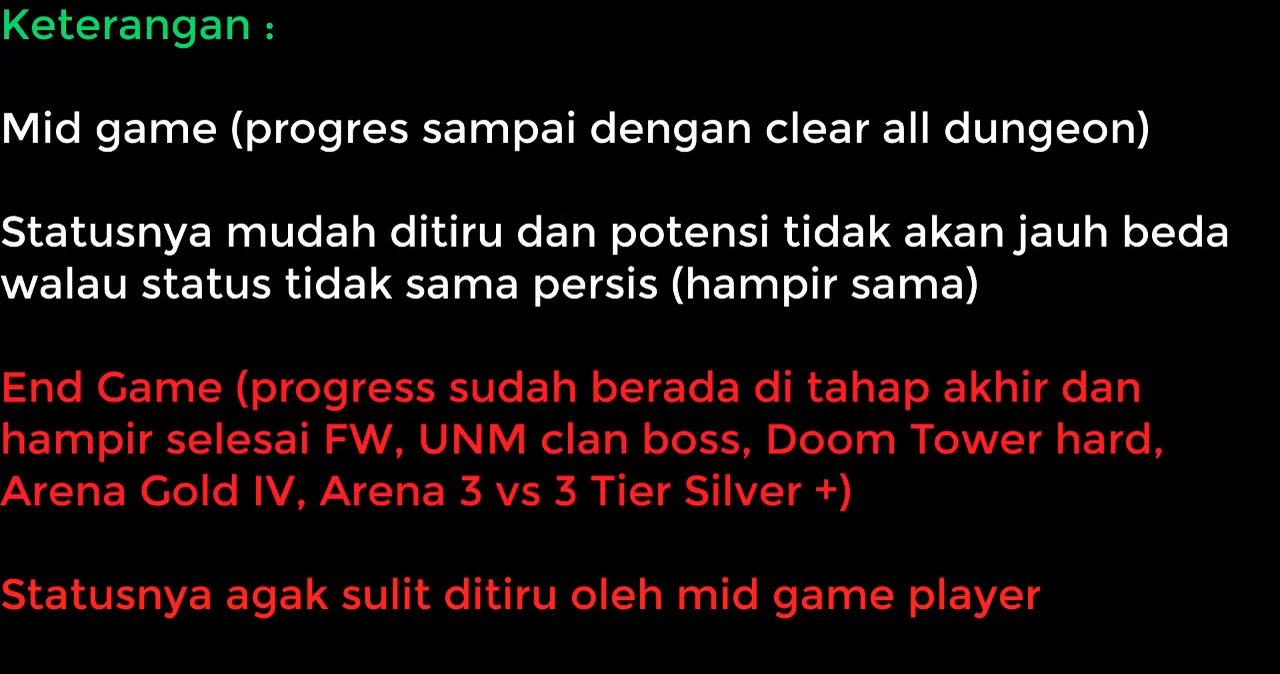 Keterangan :
Mid game (progres sampai dengan clear all dungeon)
Statusnya mudah ditiru dan potensi tidak akan jauh beda
walau status tidak sama persis (hampir sama)
End Game (progress sudah berada di tahap akhir dan
hampir selesai FW, UNM clan boss, Doom Tower hard,
Arena Gold IV, Arena 3 vs 3 Tier Silver +)
Statusnya agak sulit ditiru oleh mid game player